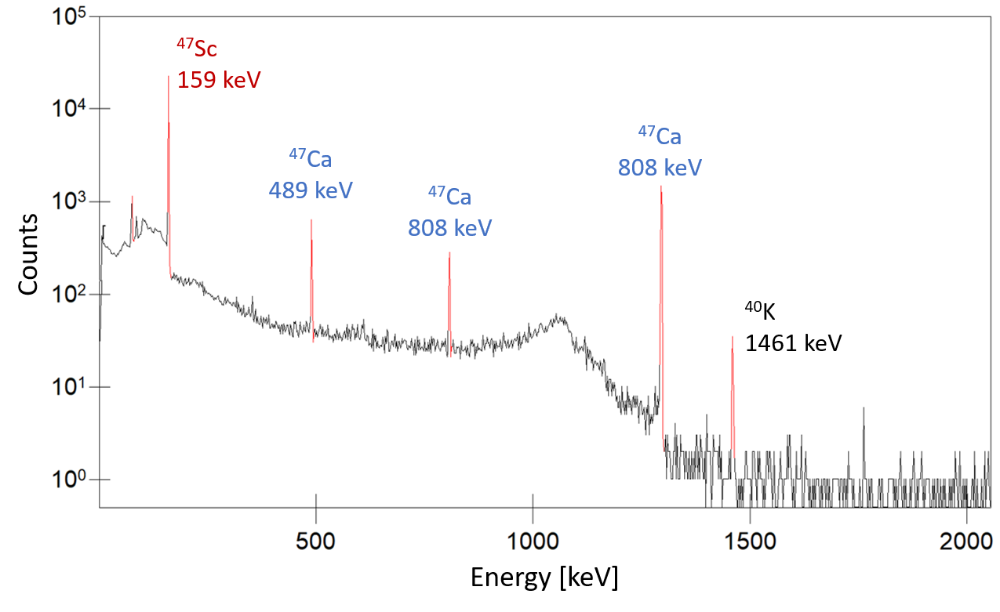 10⁵
⁴⁷Sc
159 keV
10⁴
⁴⁷Ca
808 keV
⁴⁷Ca
489 keV
⁴⁷Ca
808 keV
10³
10²
⁴⁰K
1461 keV
10¹
10⁰
Counts
500 1000 1500 2000
Energy [keV]